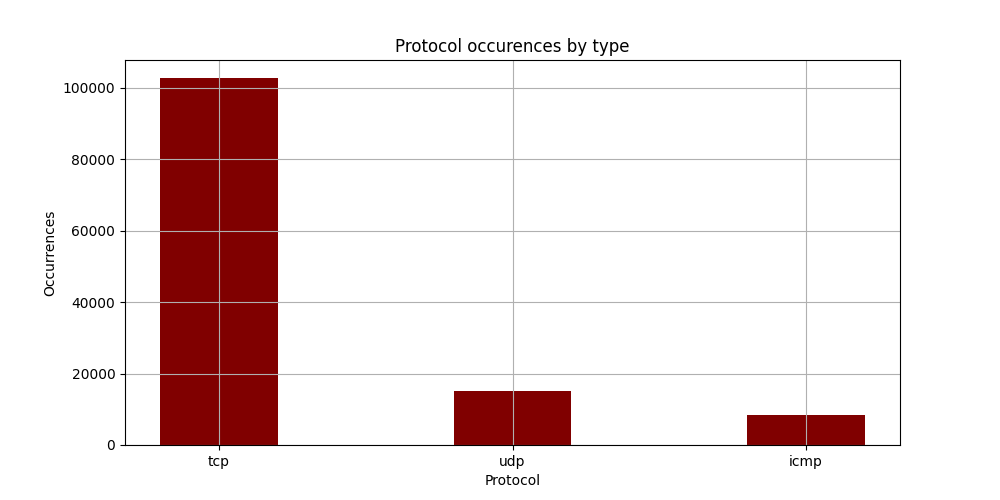 Protocol occurences by type
100000
80000
60000
40000
20000
0
Occurrences
tcp
udp
icmp
Protocol